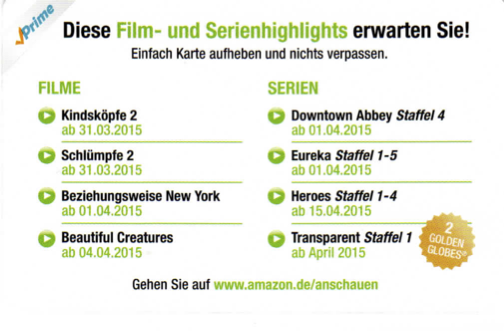 Prime
Diese Film- und Serienhighlights erwarten Sie!
Einfach Karte aufheben und nichts verpassen.
FILME
Kindsköpfe 2
ab 31.03.2015
Schlümpfe 2
ab 31.03.2015
Beziehungsweise New York
ab 01.04.2015
Beautiful Creatures
ab 04.04.2015
SERIEN
Downtown Abbey Staffel 4
ab 01.04.2015
Eureka Staffel 1-5
ab 01.04.2015
Heroes Staffel 1-4
ab 15.04.2015
Transparent Staffel 1
ab April 2015
2
GOLDEN
GLOBES®
Gehen Sie auf www.amazon.de/anschauen